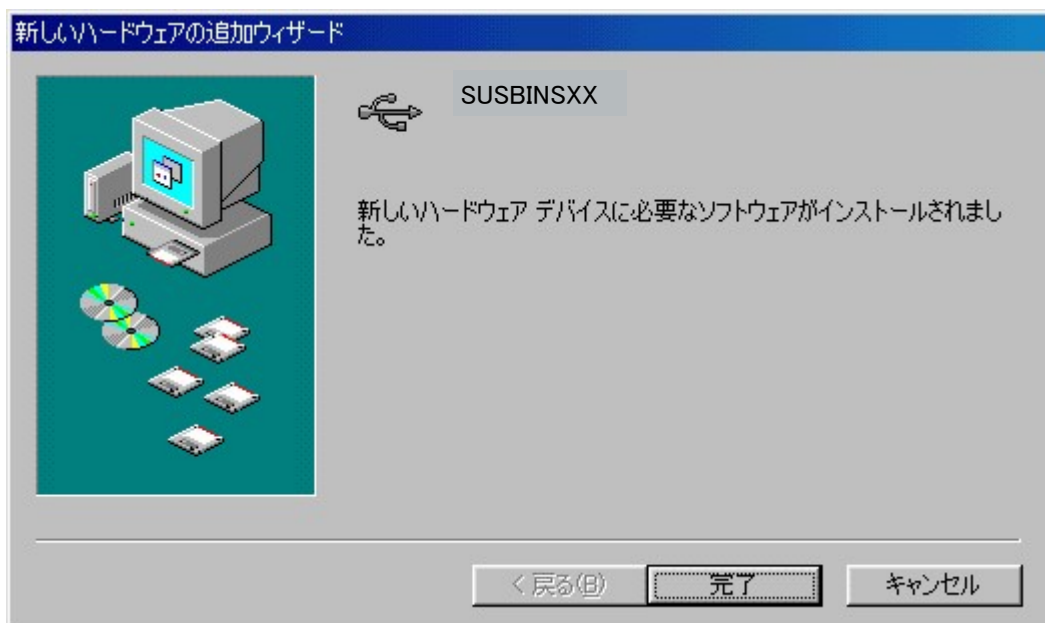 新しいハードウェアの追加ウィザード
SUSBINSXX
新しいハードウェア デバイスに必要なソフトウェアがインストールされまし
た。
< 戻る(B)
完了
キャンセル